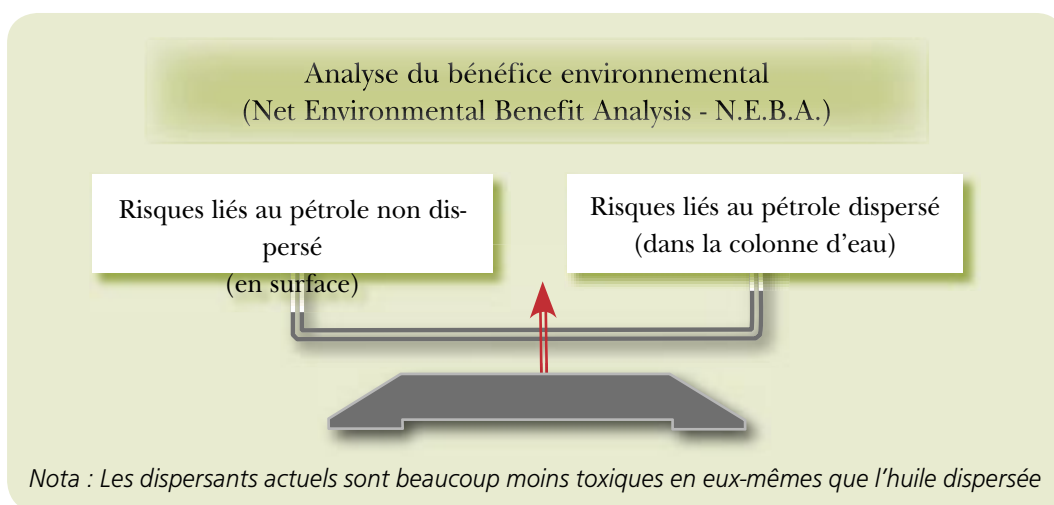 Analyse du bénéfice environnemental
(Net Environmental Benefit Analysis - N.E.B.A.)
Risques liés au pétrole non dis-
persé
(en surface)
Risques liés au pétrole dispersé
(dans la colonne d’eau)
Nota : Les dispersants actuels sont beaucoup moins toxiques en eux-mêmes que l’huile dispersée